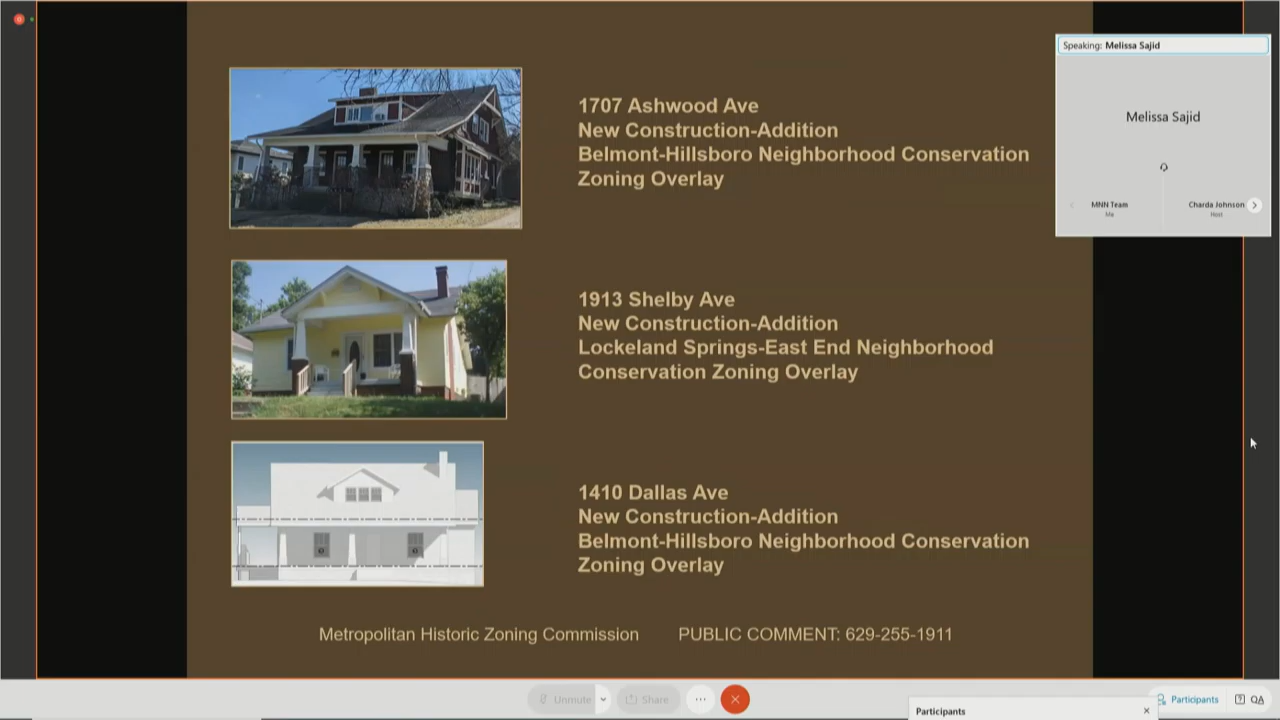 Speaking: Melissa Sajid
Melissa Sajid
MNN Team
Me
Charda Johnson
Host
1707 Ashwood Ave
New Construction-Addition
Belmont-Hillsboro Neighborhood Conservation
Zoning Overlay
1913 Shelby Ave
New Construction-Addition
Lockeland Springs-East End Neighborhood
Conservation Zoning Overlay
1410 Dallas Ave
New Construction-Addition
Belmont-Hillsboro Neighborhood Conservation
Zoning Overlay
Metropolitan Historic Zoning Commission PUBLIC COMMENT: 629-255-1911
Unmute Share Participants Q&A
Participants